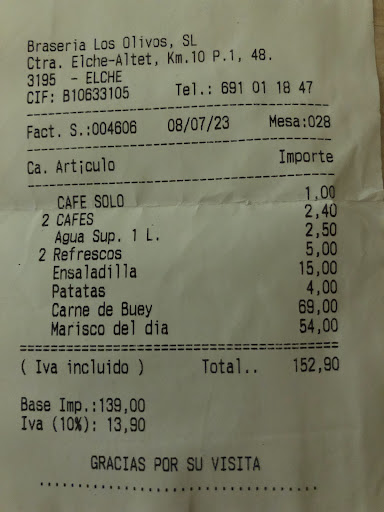 Braseria Los Olivos, SL
Ctra. Elche-Altet, Km.10 P.1, 48.
3195 - ELCHE
CIF: B10633105 Tel.: 691 01 18 47
Fact. S.:004606 08/07/23 Mesa:028
Ca. Artículo Importe
CAFE SOLO 1,00
2 CAFES 2,40
Agua Sup. 1 L. 2,50
2 Refrescos 5,00
Ensaladilla 15,00
Patatas 4,00
Carne de Buey 69,00
Marisco del dia 54,00
( Iva incluido ) Total.. 152,90
Base Imp.:139,00
Iva (10%): 13,90
GRACIAS POR SU VISITA